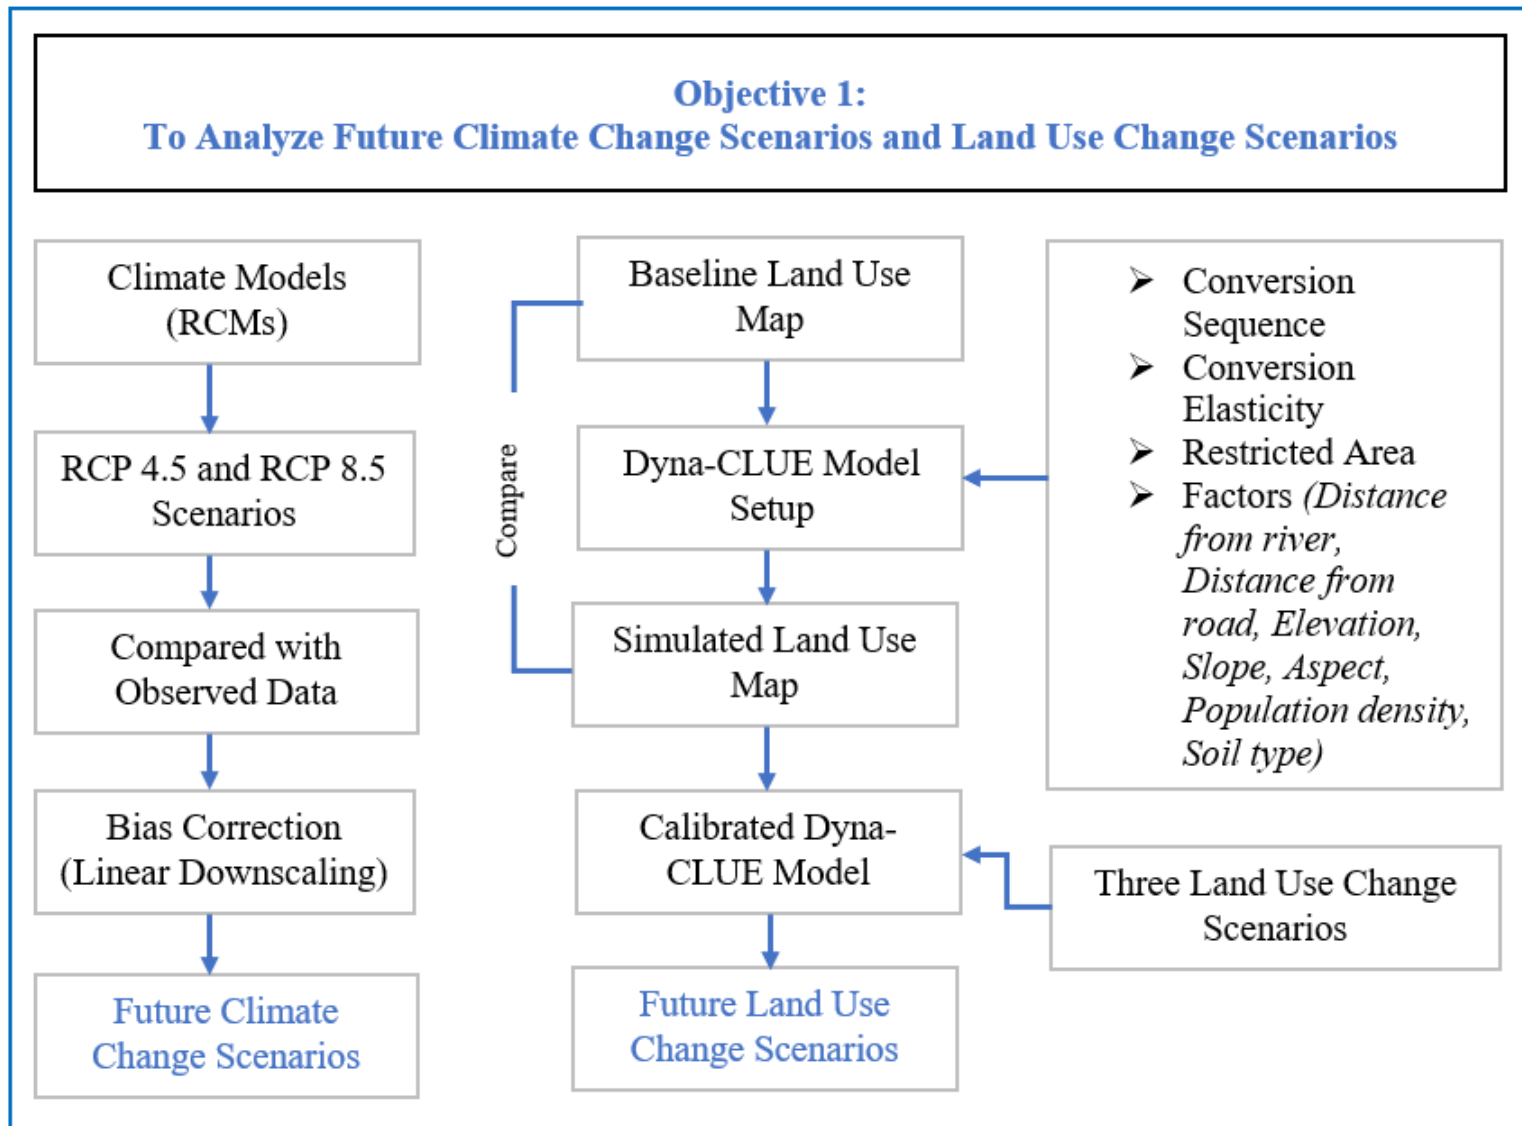 Objective 1:
To Analyze Future Climate Change Scenarios and Land Use Change Scenarios
Climate Models
(RCMs)
RCP 4.5 and RCP 8.5
Scenarios
Compared with
Observed Data
Bias Correction
(Linear Downscaling)
Future Climate
Change Scenarios
Compare
Baseline Land Use
Map
Dyna-CLUE Model
Setup
Simulated Land Use
Map
Calibrated Dyna-
CLUE Model
Future Land Use
Change Scenarios
➢ Conversion
Sequence
➢ Conversion
Elasticity
➢ Restricted Area
➢ Factors (Distance
from river,
Distance from
road, Elevation,
Slope, Aspect,
Population density,
Soil type)
Three Land Use Change
Scenarios